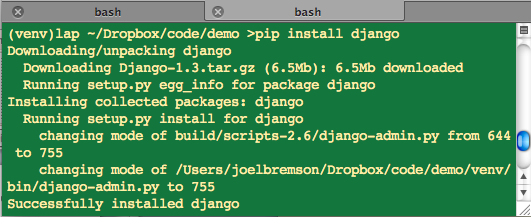 bash bash
(venv)lap ~/Dropbox/code/demo >pip install django
Downloading/unpacking django
  Downloading Django-1.3.tar.gz (6.5Mb): 6.5Mb downloaded
  Running setup.py egg_info for package django
Installing collected packages: django
  Running setup.py install for django
    changing mode of build/scripts-2.6/django-admin.py from 644
 to 755
    changing mode of /Users/joelbremson/Dropbox/code/demo/venv/
bin/django-admin.py to 755
Successfully installed django